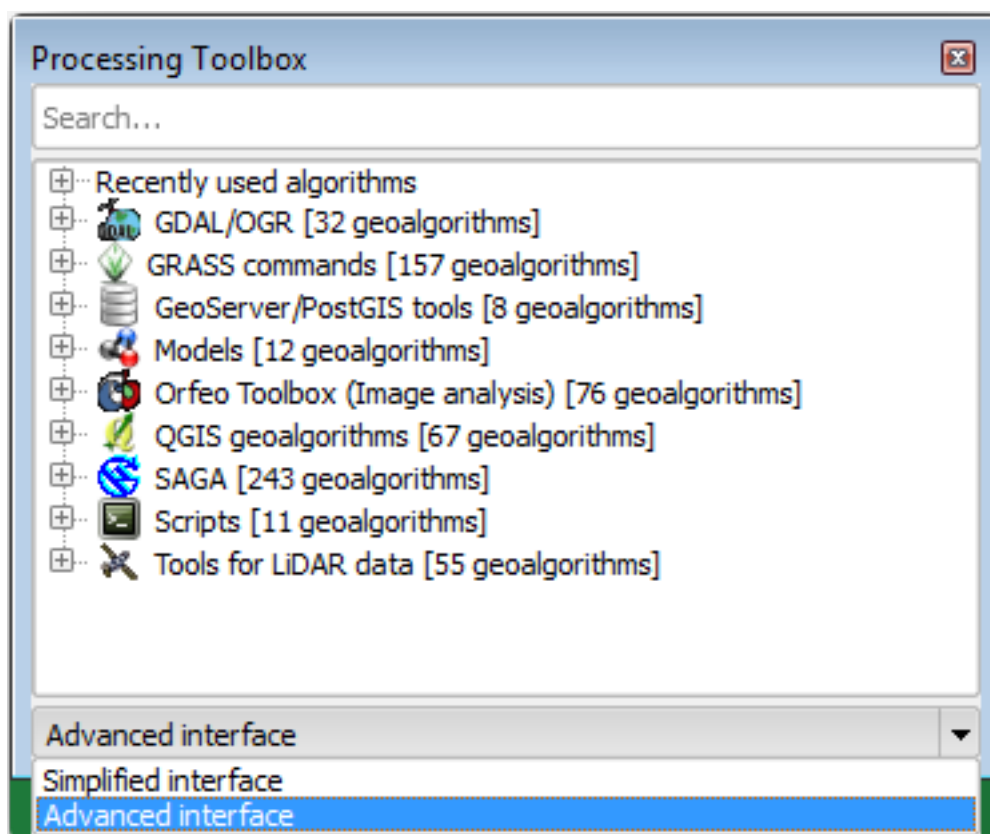 Processing Toolbox
Search...
Recently used algorithms
GDAL/OGR [32 geoalgorithms]
GRASS commands [157 geoalgorithms]
GeoServer/PostGIS tools [8 geoalgorithms]
Models [12 geoalgorithms]
Orfeo Toolbox (Image analysis) [76 geoalgorithms]
QGIS geoalgorithms [67 geoalgorithms]
SAGA [243 geoalgorithms]
Scripts [11 geoalgorithms]
Tools for LiDAR data [55 geoalgorithms]
Advanced interface
Simplified interface
Advanced interface